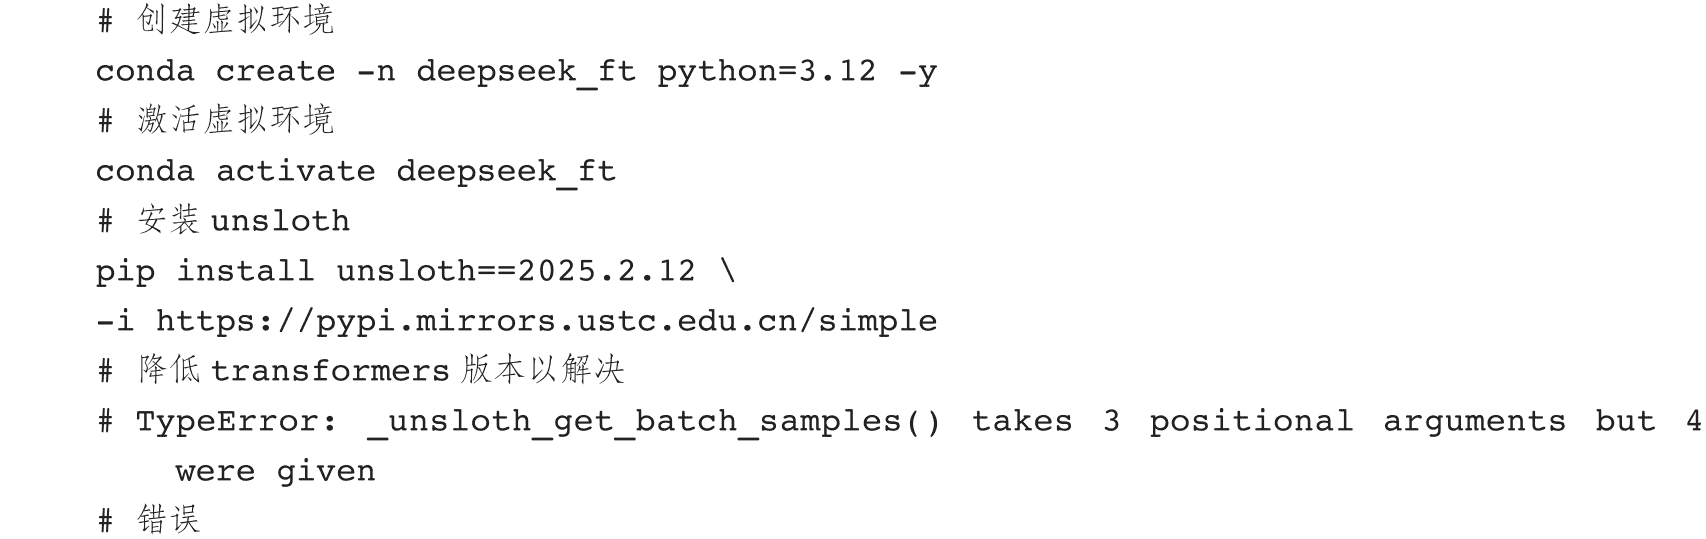 # 创建虚拟环境
conda create -n deepseek_ft python=3.12 -y
# 激活虚拟环境
conda activate deepseek_ft
# 安装 unsloth
pip install unsloth==2025.2.12 \
-i https://pypi.mirrors.ustc.edu.cn/simple
# 降低 transformers 版本以解决
# TypeError: _unsloth_get_batch_samples() takes 3 positional arguments but 4
were given
# 错误